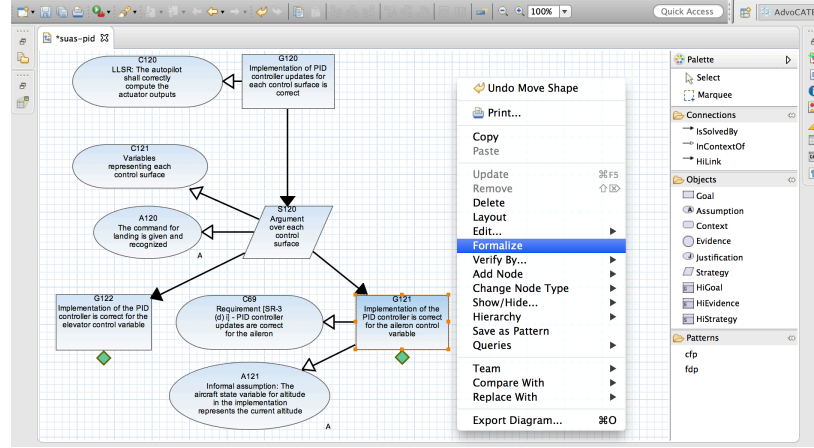 100%
Quick Access
AdvoCATE
*suas-pid
C120
LLSR: The autopilot
shall correctly
compute the
actuator outputs
G120
Implementation of PID
controller updates for
each control surface is
correct
C121
Variables
representing each
control surface
A120
The command for
landing is given and
recognized
A
S120
Argument
over each
control
surface
G122
Implementation of the PID
controller is correct for the
elevator control variable
C69
Requirement [SR-3
(d) i] - PID controller
updates are correct
for the aileron
G121
Implementation of the
PID controller is correct
for the aileron control
variable
A121
Informal assumption: The
aircraft state variable for altitude
in the implementation
represents the current altitude
A
Undo Move Shape
Print...
Copy
Paste
Update ⌘F5
Remove ⇧⌦
Delete
Layout
Edit...
Formalize
Verify By...
Add Node
Change Node Type
Show/Hide...
Hierarchy
Save as Pattern
Queries
Team
Compare With
Replace With
Export Diagram... ⌘O
Palette
Select
Marquee
Connections
IsSolvedBy
InContextOf
HiLink
Objects
Goal
Assumption
Context
Evidence
Justification
Strategy
HiGoal
HiEvidence
HiStrategy
Patterns
cfp
fdp